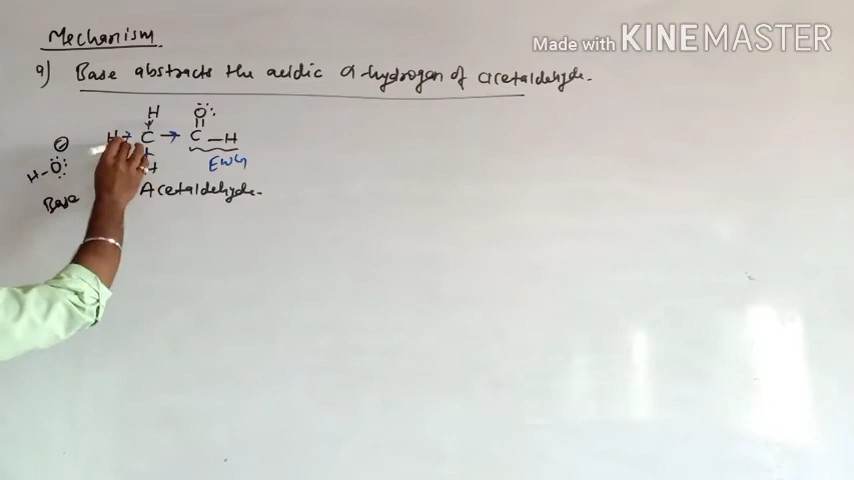 Mechanism.
Made with KINEMASTER
a) Base abstracts the acidic α-hydrogen of acetaldehyde.
H Ö:
H C C — H
H - Ö: EWG
H
Base Acetaldehyde.